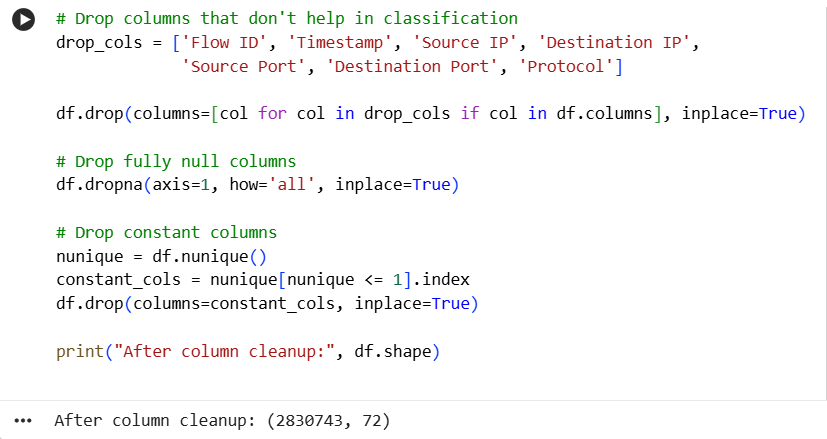 # Drop columns that don't help in classification
drop_cols = ['Flow ID', 'Timestamp', 'Source IP', 'Destination IP',
             'Source Port', 'Destination Port', 'Protocol']
df.drop(columns=[col for col in drop_cols if col in df.columns], inplace=True)
# Drop fully null columns
df.dropna(axis=1, how='all', inplace=True)
# Drop constant columns
nunique = df.nunique()
constant_cols = nunique[nunique <= 1].index
df.drop(columns=constant_cols, inplace=True)
print("After column cleanup:", df.shape)
After column cleanup: (2830743, 72)